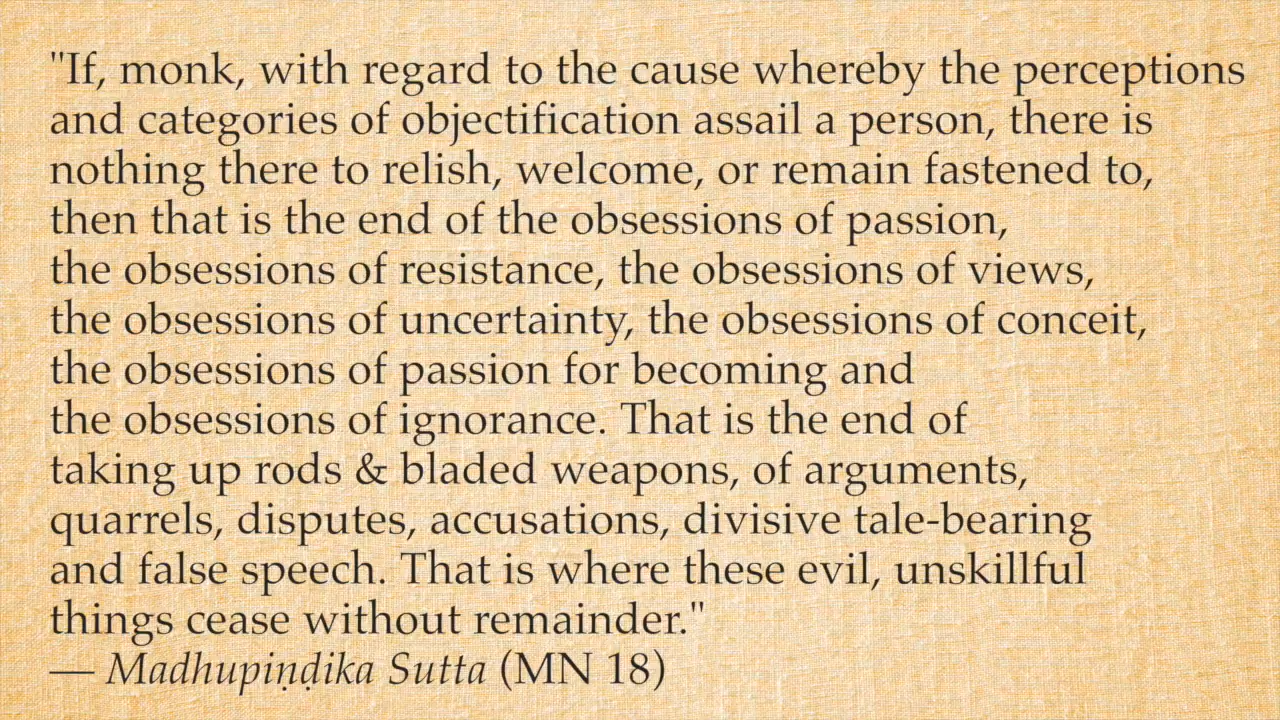 "If, monk, with regard to the cause whereby the perceptions
and categories of objectification assail a person, there is
nothing there to relish, welcome, or remain fastened to,
then that is the end of the obsessions of passion,
the obsessions of resistance, the obsessions of views,
the obsessions of uncertainty, the obsessions of conceit,
the obsessions of passion for becoming and
the obsessions of ignorance. That is the end of
taking up rods & bladed weapons, of arguments,
quarrels, disputes, accusations, divisive tale-bearing
and false speech. That is where these evil, unskillful
things cease without remainder."
— Madhupiṇḍika Sutta (MN 18)